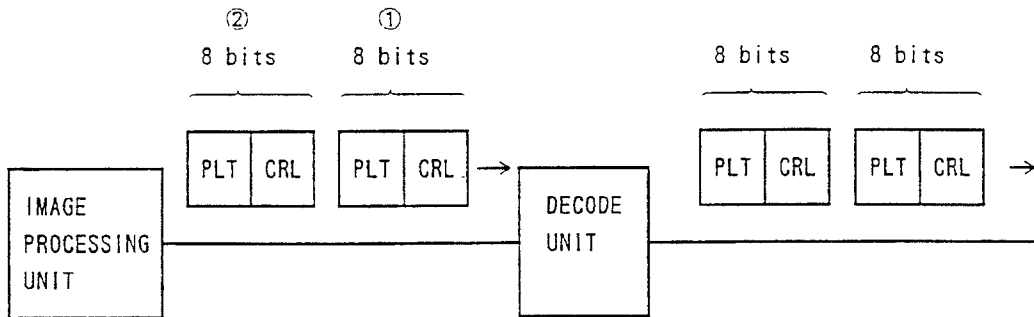 ② ①
8 bits 8 bits 8 bits 8 bits
PLT CRL PLT CRL PLT CRL PLT CRL
IMAGE
PROCESSING
UNIT
DECODE
UNIT